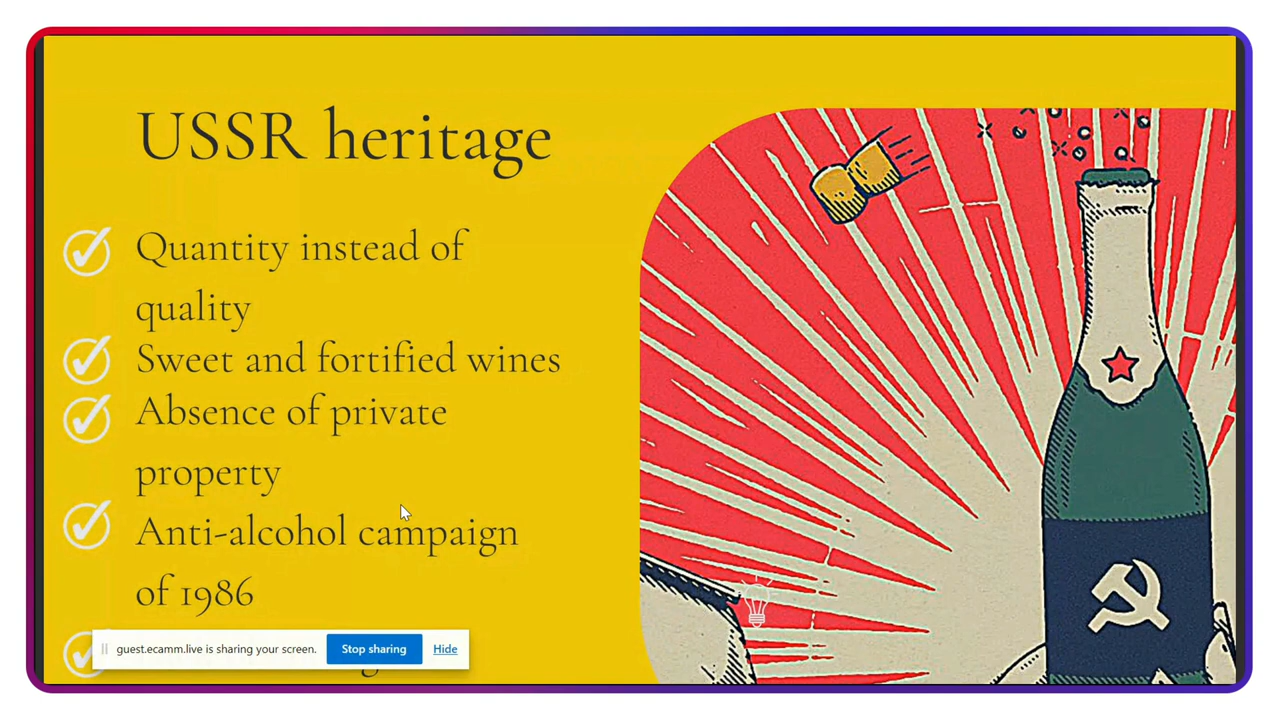 USSR heritage
Quantity instead of
quality
Sweet and fortified wines
Absence of private
property
Anti-alcohol campaign
of 1986
guest.ecamm.live is sharing your screen.
Stop sharing
Hide